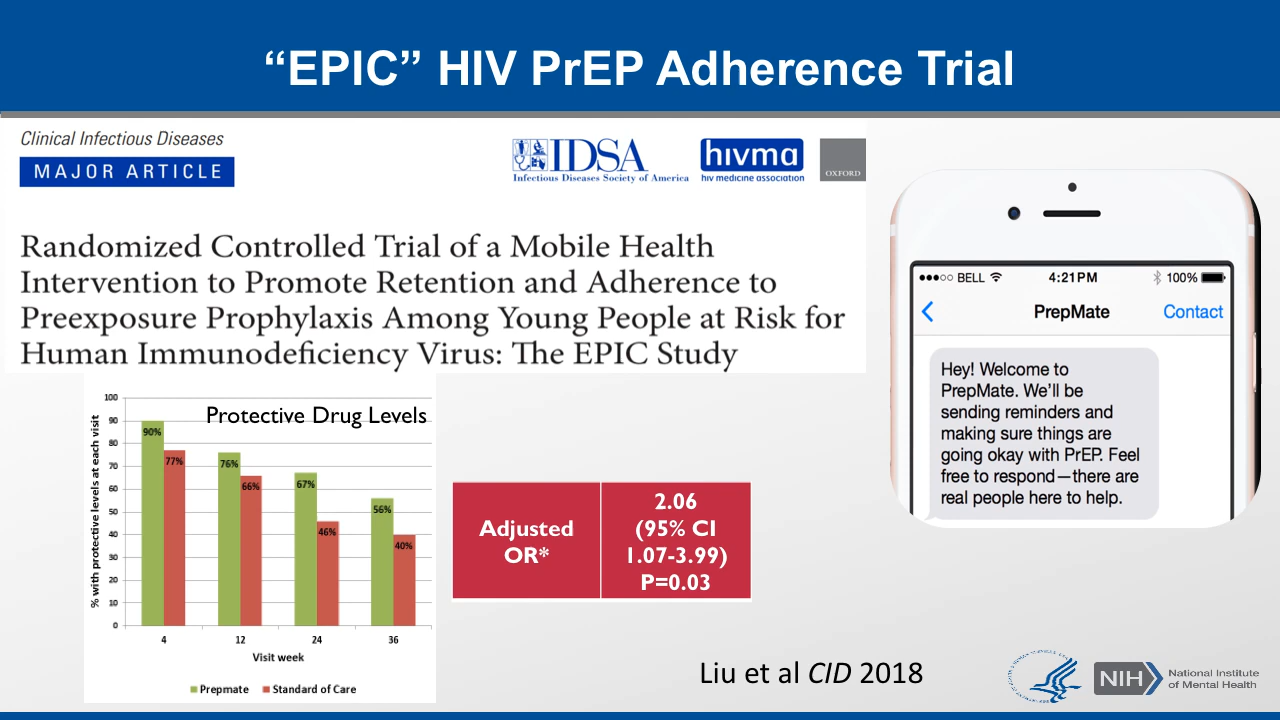 “EPIC” HIV PrEP Adherence Trial
Clinical Infectious Diseases
MAJOR ARTICLE
IDSA
Infectious Diseases Society of America
hivma
hiv medicine association
OXFORD
Randomized Controlled Trial of a Mobile Health
Intervention to Promote Retention and Adherence to
Preexposure Prophylaxis Among Young People at Risk for
Human Immunodeficiency Virus: The EPIC Study
BELL
4:21PM
100%
PrepMate
Contact
Hey! Welcome to
PrepMate. We’ll be
sending reminders and
making sure things are
going okay with PrEP. Feel
free to respond—there are
real people here to help.
Protective Drug Levels
% with protective levels at each visit
100
90
80
70
60
50
40
30
20
10
0
90%
77%
76%
66%
67%
46%
56%
40%
4
12
24
36
Visit week
Prepmate
Standard of Care
Adjusted
OR*
2.06
(95% CI
1.07-3.99)
P=0.03
Liu et al CID 2018
NIH
National Institute
of Mental Health